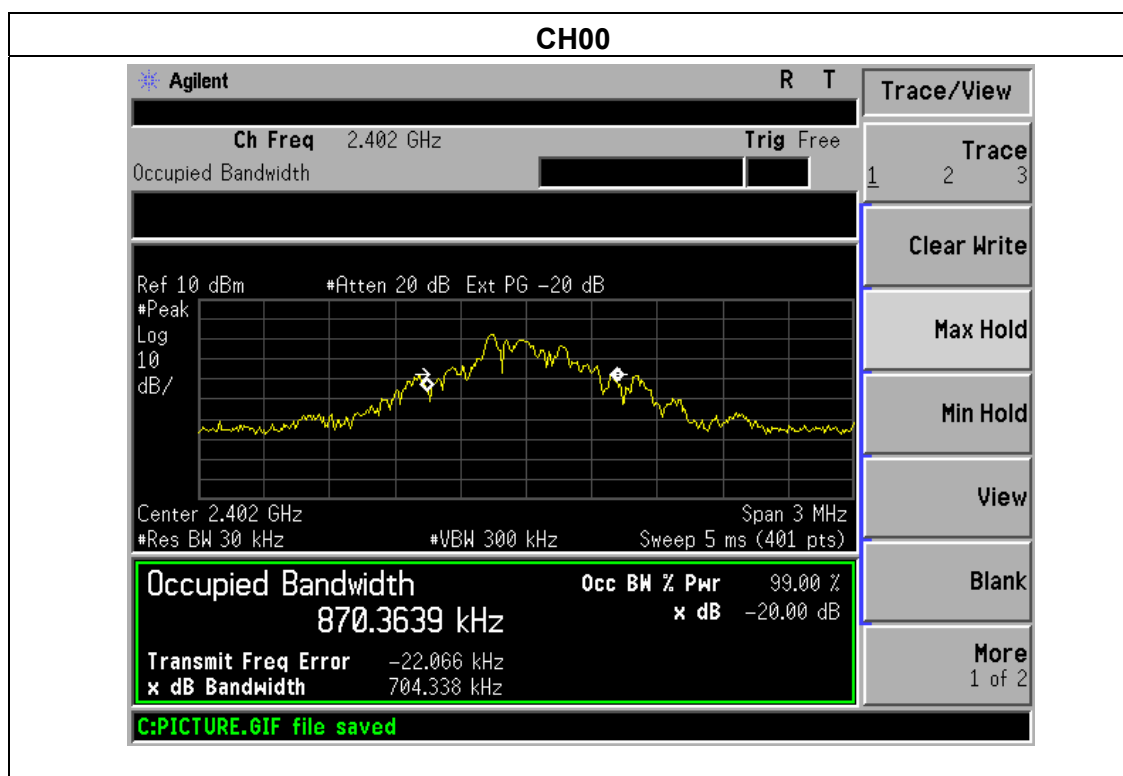 CH00
Agilent R T
Ch Freq 2.402 GHz Trig Free
Occupied Bandwidth
Ref 10 dBm #Atten 20 dB Ext PG -20 dB
#Peak
Log
10
dB/
Center 2.402 GHz Span 3 MHz
#Res BW 30 kHz #VBW 300 kHz Sweep 5 ms (401 pts)
Occupied Bandwidth Occ BW % Pwr 99.00 %
870.3639 kHz x dB -20.00 dB
Transmit Freq Error -22.066 kHz
x dB Bandwidth 704.338 kHz
C:PICTURE.GIF file saved
Trace/View
Trace
1 2 3
Clear Write
Max Hold
Min Hold
View
Blank
More
1 of 2